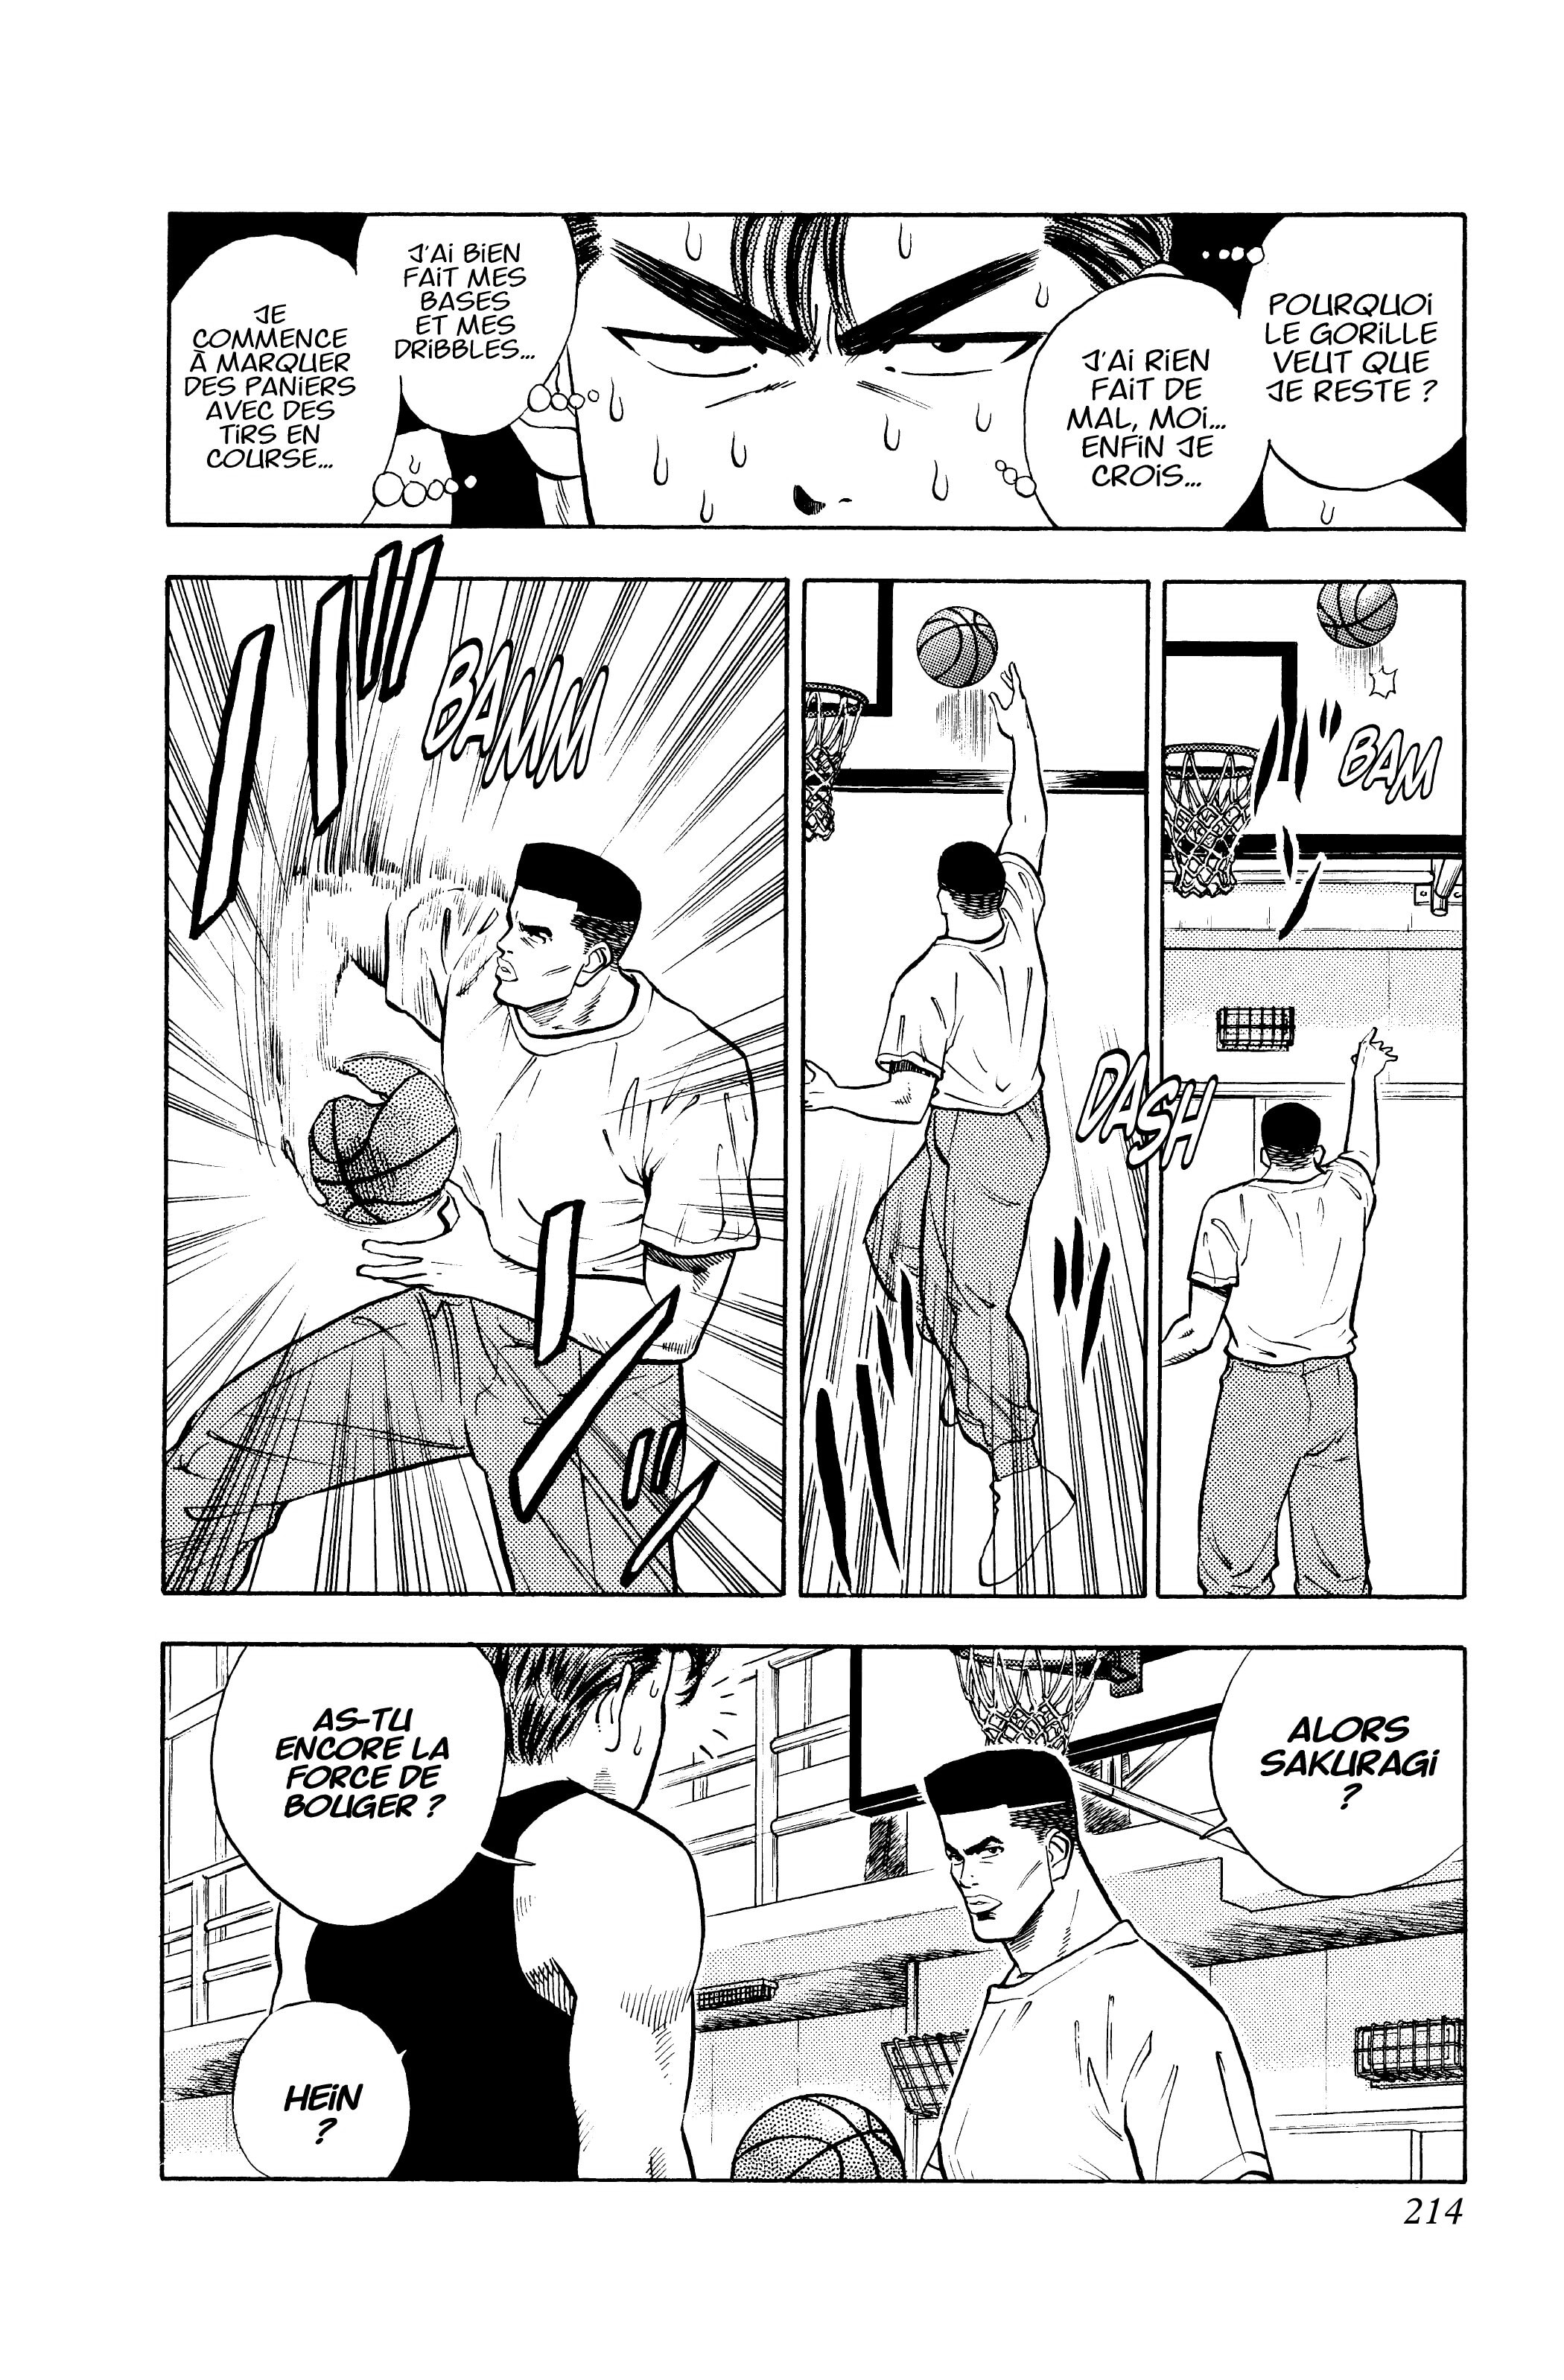 POURQUOI
LE GORILLE
VEUT QUE
JE RESTE ?
J'AI RIEN
FAIT DE
MAL, MOI...
ENFIN JE
CROIS...
J'AI BIEN
FAIT MES
BASES
ET MES
DRIBBLES...
JE
COMMENCE
À MARQUER
DES PANIERS
AVEC DES
TIRS EN
COURSE...
BAM
DASH
BAMM
ALORS
SAKURAGI
?
AS-TU
ENCORE LA
FORCE DE
BOUGER ?
HEIN
?
214